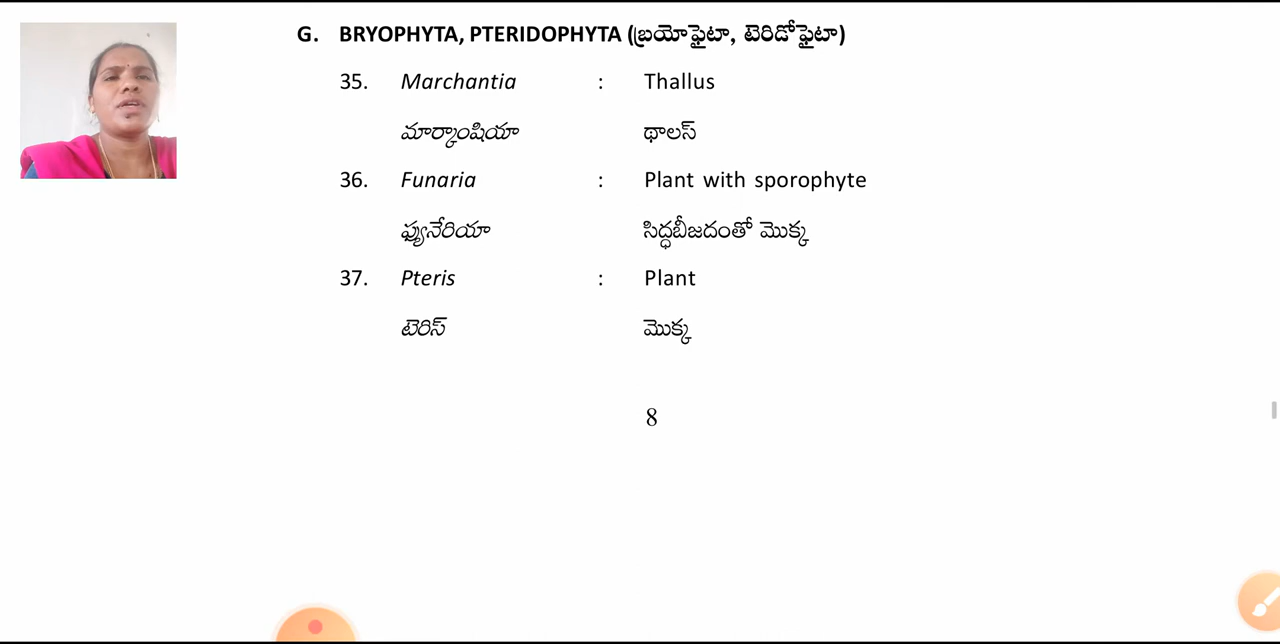 G. BRYOPHYTA, PTERIDOPHYTA (బ్రయోఫైటా, టెరిడోఫైటా)
35. Marchantia : Thallus
మార్కాంషియా థాలస్
36. Funaria : Plant with sporophyte
ఫ్యునేరియా సిద్ధబీజదంతో మొక్క
37. Pteris : Plant
టెరిస్ మొక్క
8